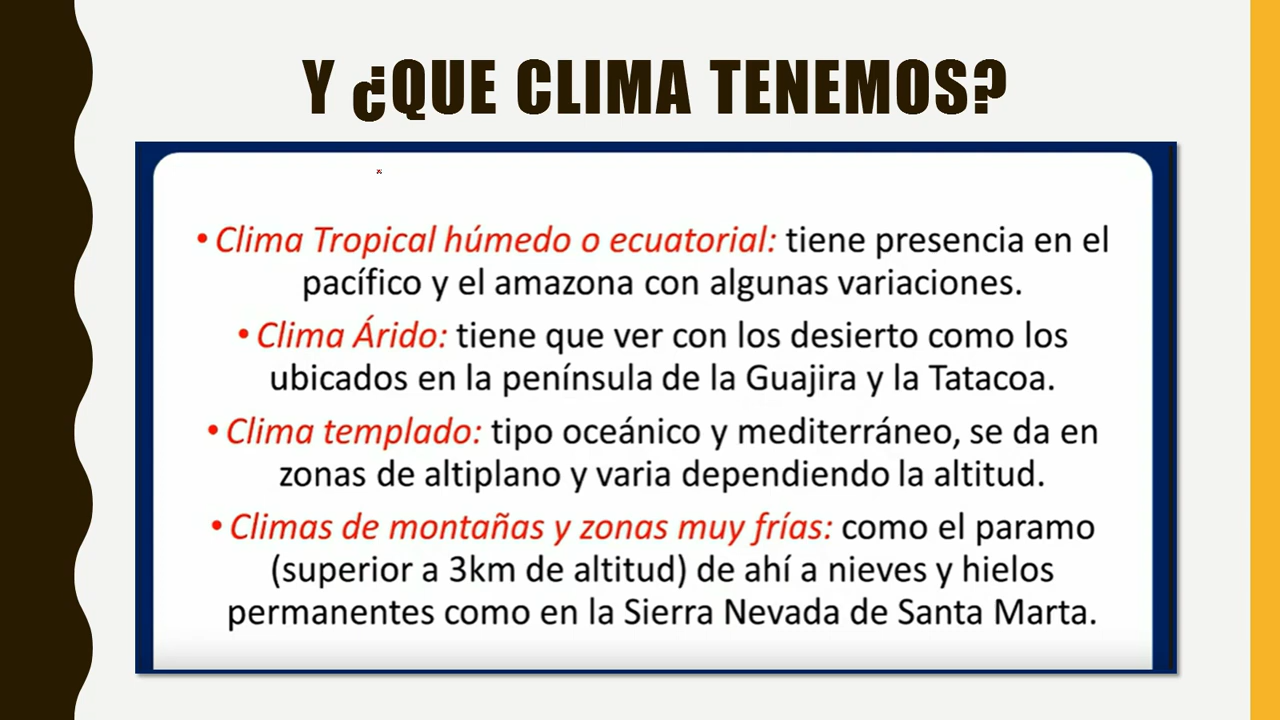 Y ¿QUE CLIMA TENEMOS?
• Clima Tropical húmedo o ecuatorial: tiene presencia en el
pacífico y el amazona con algunas variaciones.
• Clima Árido: tiene que ver con los desierto como los
ubicados en la península de la Guajira y la Tatacoa.
• Clima templado: tipo oceánico y mediterráneo, se da en
zonas de altiplano y varia dependiendo la altitud.
• Climas de montañas y zonas muy frías: como el paramo
(superior a 3km de altitud) de ahí a nieves y hielos
permanentes como en la Sierra Nevada de Santa Marta.